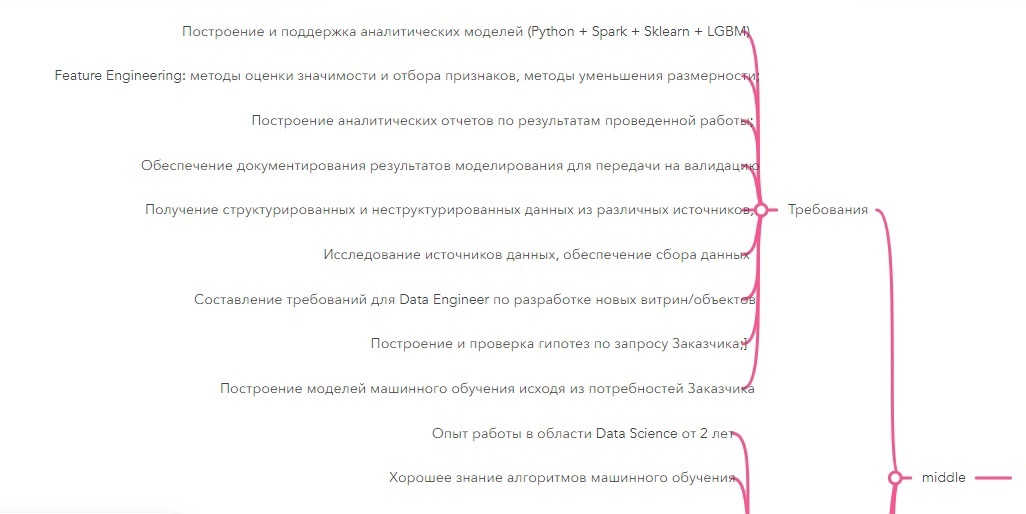 Построение и поддержка аналитических моделей (Python + Spark + Sklearn + LGBM)
Feature Engineering: методы оценки значимости и отбора признаков, методы уменьшения размерности;
Построение аналитических отчетов по результатам проведенной работы;
Обеспечение документирования результатов моделирования для передачи на валидацию
Получение структурированных и неструктурированных данных из различных источников;
Требования
Исследование источников данных, обеспечение сбора данных
Составление требований для Data Engineer по разработке новых витрин/объектов
Построение и проверка гипотез по запросу Заказчика;]
Построение моделей машинного обучения исходя из потребностей Заказчика
Опыт работы в области Data Science от 2 лет
Хорошее знание алгоритмов машинного обучения
middle